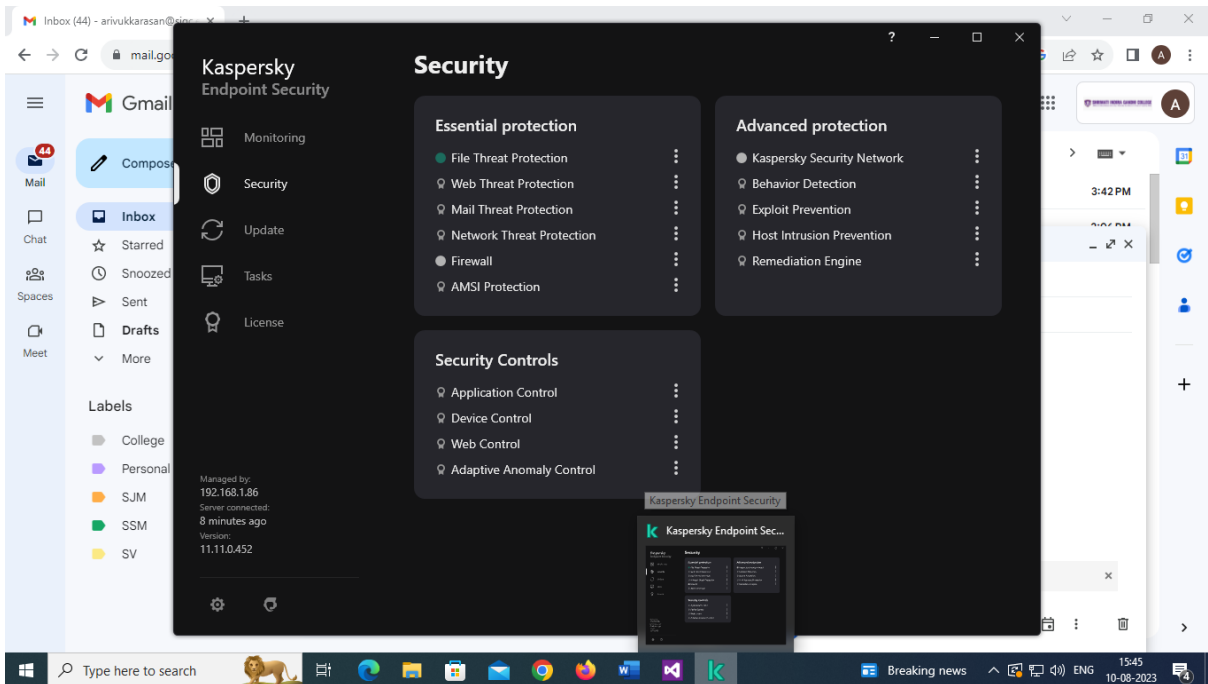 Inbox (44) - arivukkarasan@
mail.go
Gmail
A
44
Mail
Chat
Spaces
Meet
Compose
Inbox
Starred
Snoozed
Sent
Drafts
More
Labels
College
Personal
SJM
SSM
SV
Kaspersky
Endpoint Security
Monitoring
Security
Update
Tasks
License
Managed by:
192.168.1.86
Server connected:
8 minutes ago
Version:
11.11.0.452
?
Security
Essential protection
File Threat Protection
Web Threat Protection
Mail Threat Protection
Network Threat Protection
Firewall
AMSI Protection
Advanced protection
Kaspersky Security Network
Behavior Detection
Exploit Prevention
Host Intrusion Prevention
Remediation Engine
Security Controls
Application Control
Device Control
Web Control
Adaptive Anomaly Control
Kaspersky Endpoint Security
Kaspersky Endpoint Sec...
A
3:42 PM
31
Type here to search
Breaking news
ENG
15:45
10-08-2023
4